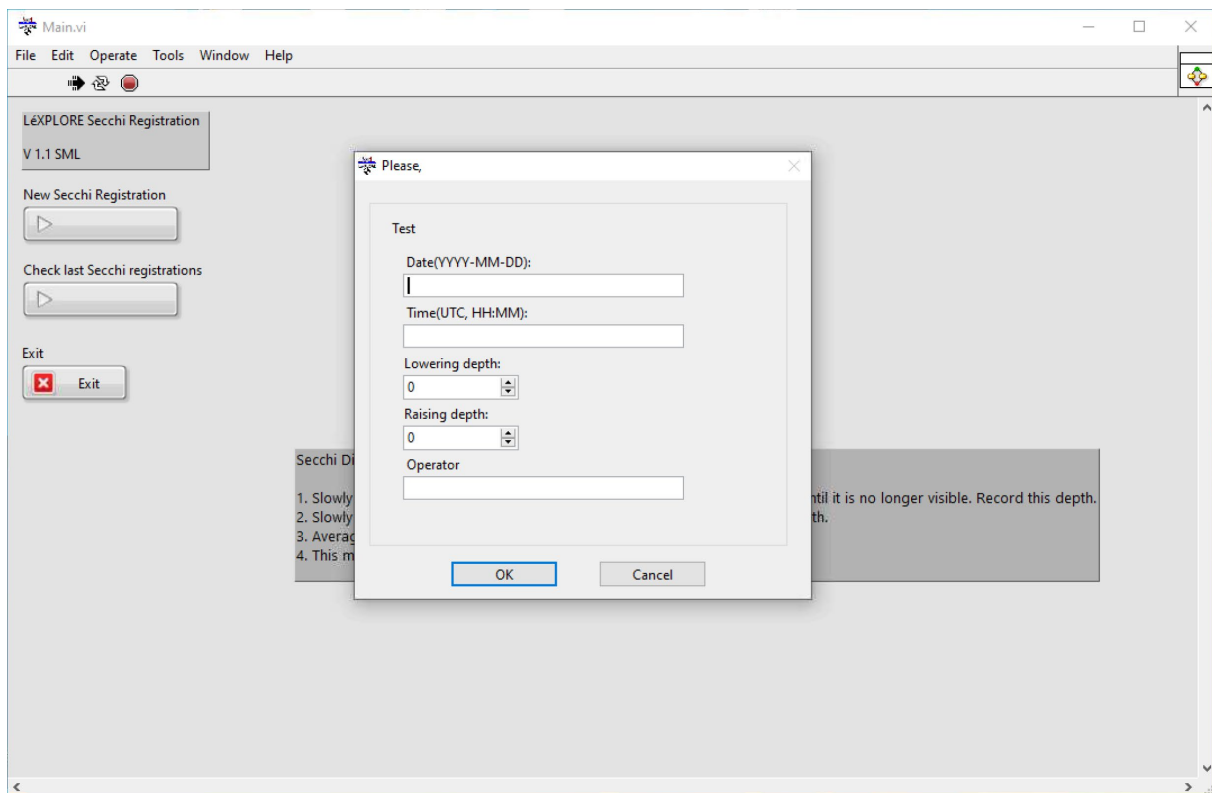 Main.vi
File Edit Operate Tools Window Help
LéXPLORE Secchi Registration
V 1.1 SML
New Secchi Registration
Check last Secchi registrations
Exit
Exit
Please,
Test
Date(YYYY-MM-DD):
Time(UTC, HH:MM):
Lowering depth:
0
Raising depth:
0
Operator
OK Cancel
Secchi Di
1. Slowly ntil it is no longer visible. Record this depth.
2. Slowly th.
3. Averag
4. This m